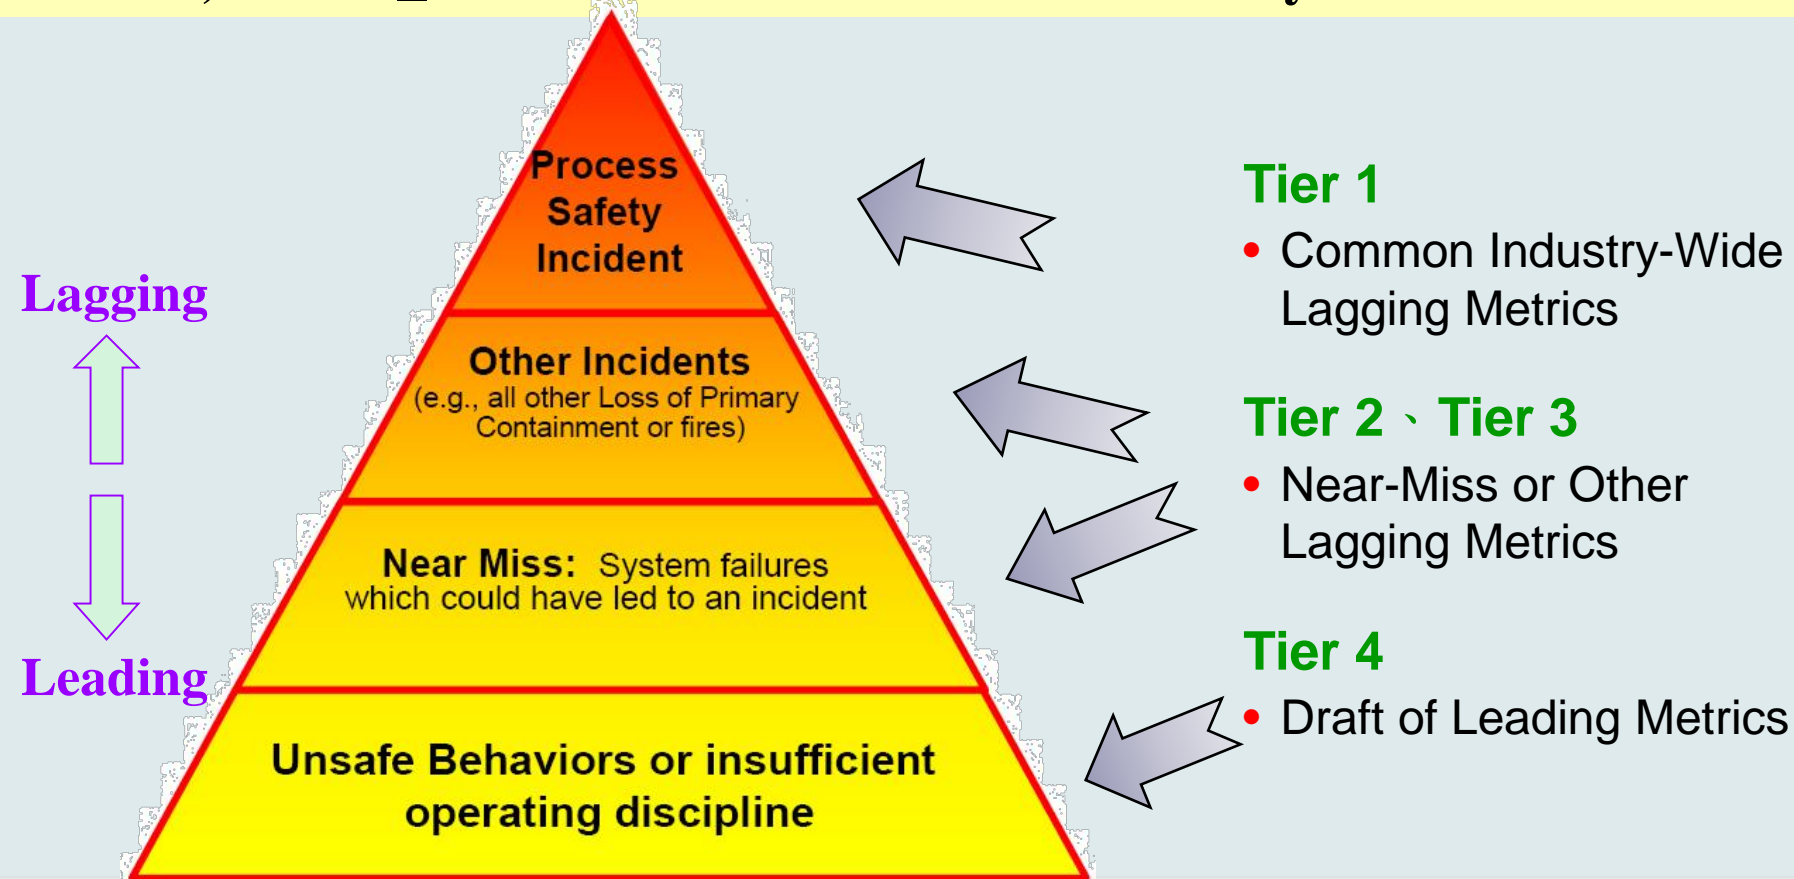 Process
Safety
Incident
Other Incidents
(e.g., all other Loss of Primary
Containment or fires)
Near Miss: System failures
which could have led to an incident
Unsafe Behaviors or insufficient
operating discipline
Lagging
Leading
Tier 1
• Common Industry-Wide
Lagging Metrics
Tier 2、Tier 3
• Near-Miss or Other
Lagging Metrics
Tier 4
• Draft of Leading Metrics